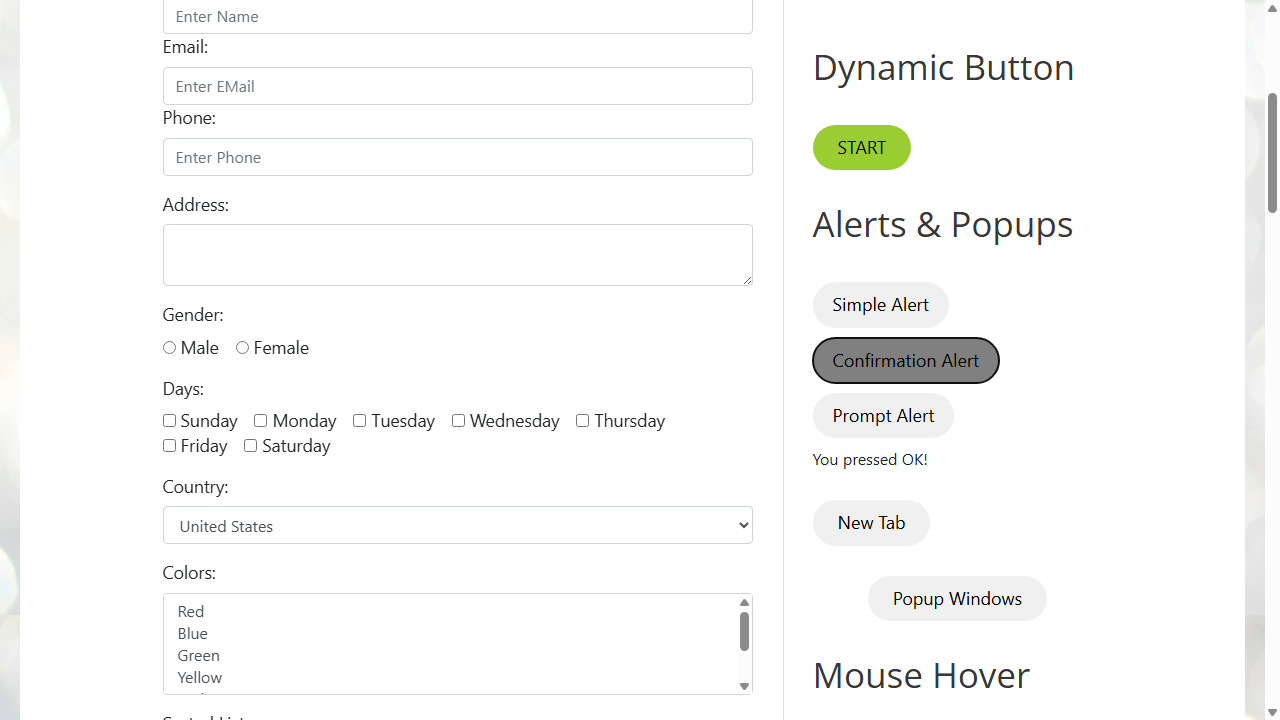 Enter Name
Email:
Enter EMail
Phone:
Enter Phone
Address:
Gender:
Male Female
Days:
Sunday Monday Tuesday Wednesday Thursday
Friday Saturday
Country:
United States
Colors:
Red
Blue
Green
Yellow
Dynamic Button
START
Alerts & Popups
Simple Alert
Confirmation Alert
Prompt Alert
You pressed OK!
New Tab
Popup Windows
Mouse Hover